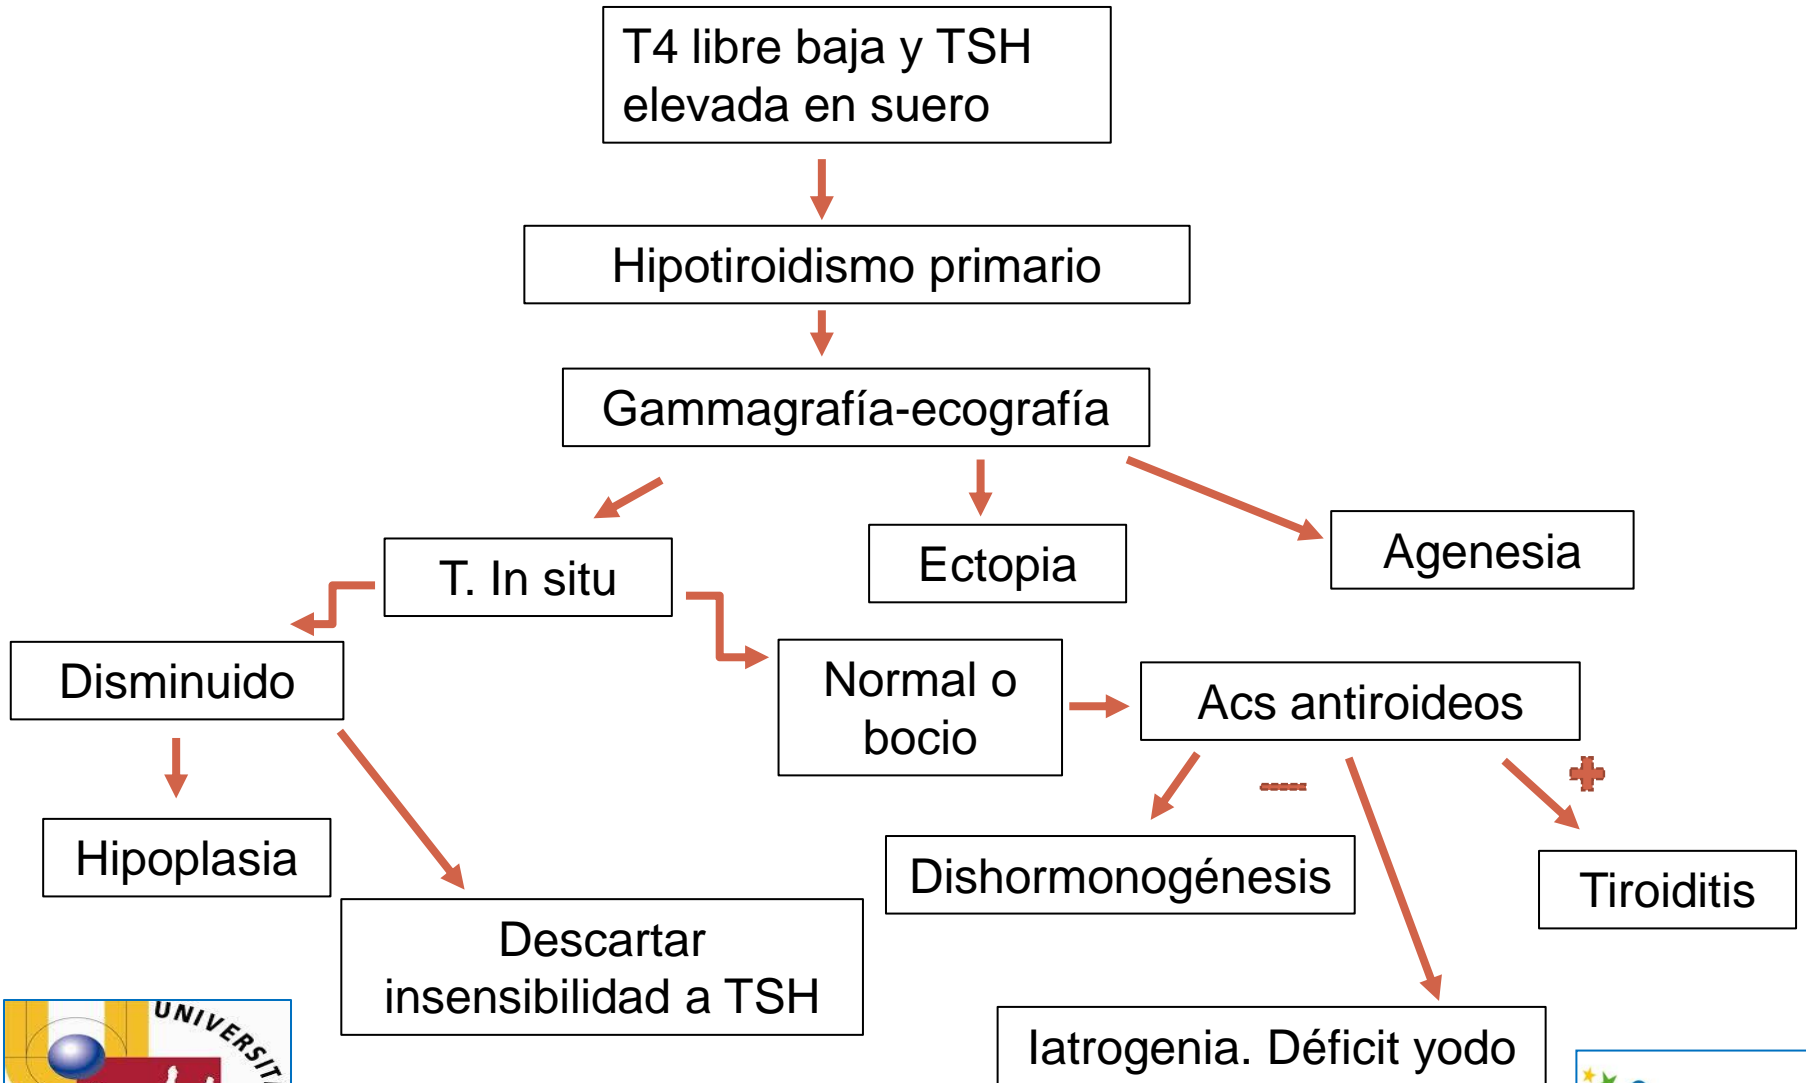 T4 libre baja y TSH
elevada en suero
Hipotiroidismo primario
Gammagrafía-ecografía
T. In situ
Ectopia
Agenesia
Disminuido
Normal o
bocio
Acs antiroideos
Hipoplasia
Dishormonogénesis
Tiroiditis
Descartar
insensibilidad a TSH
Iatrogenia. Déficit yodo